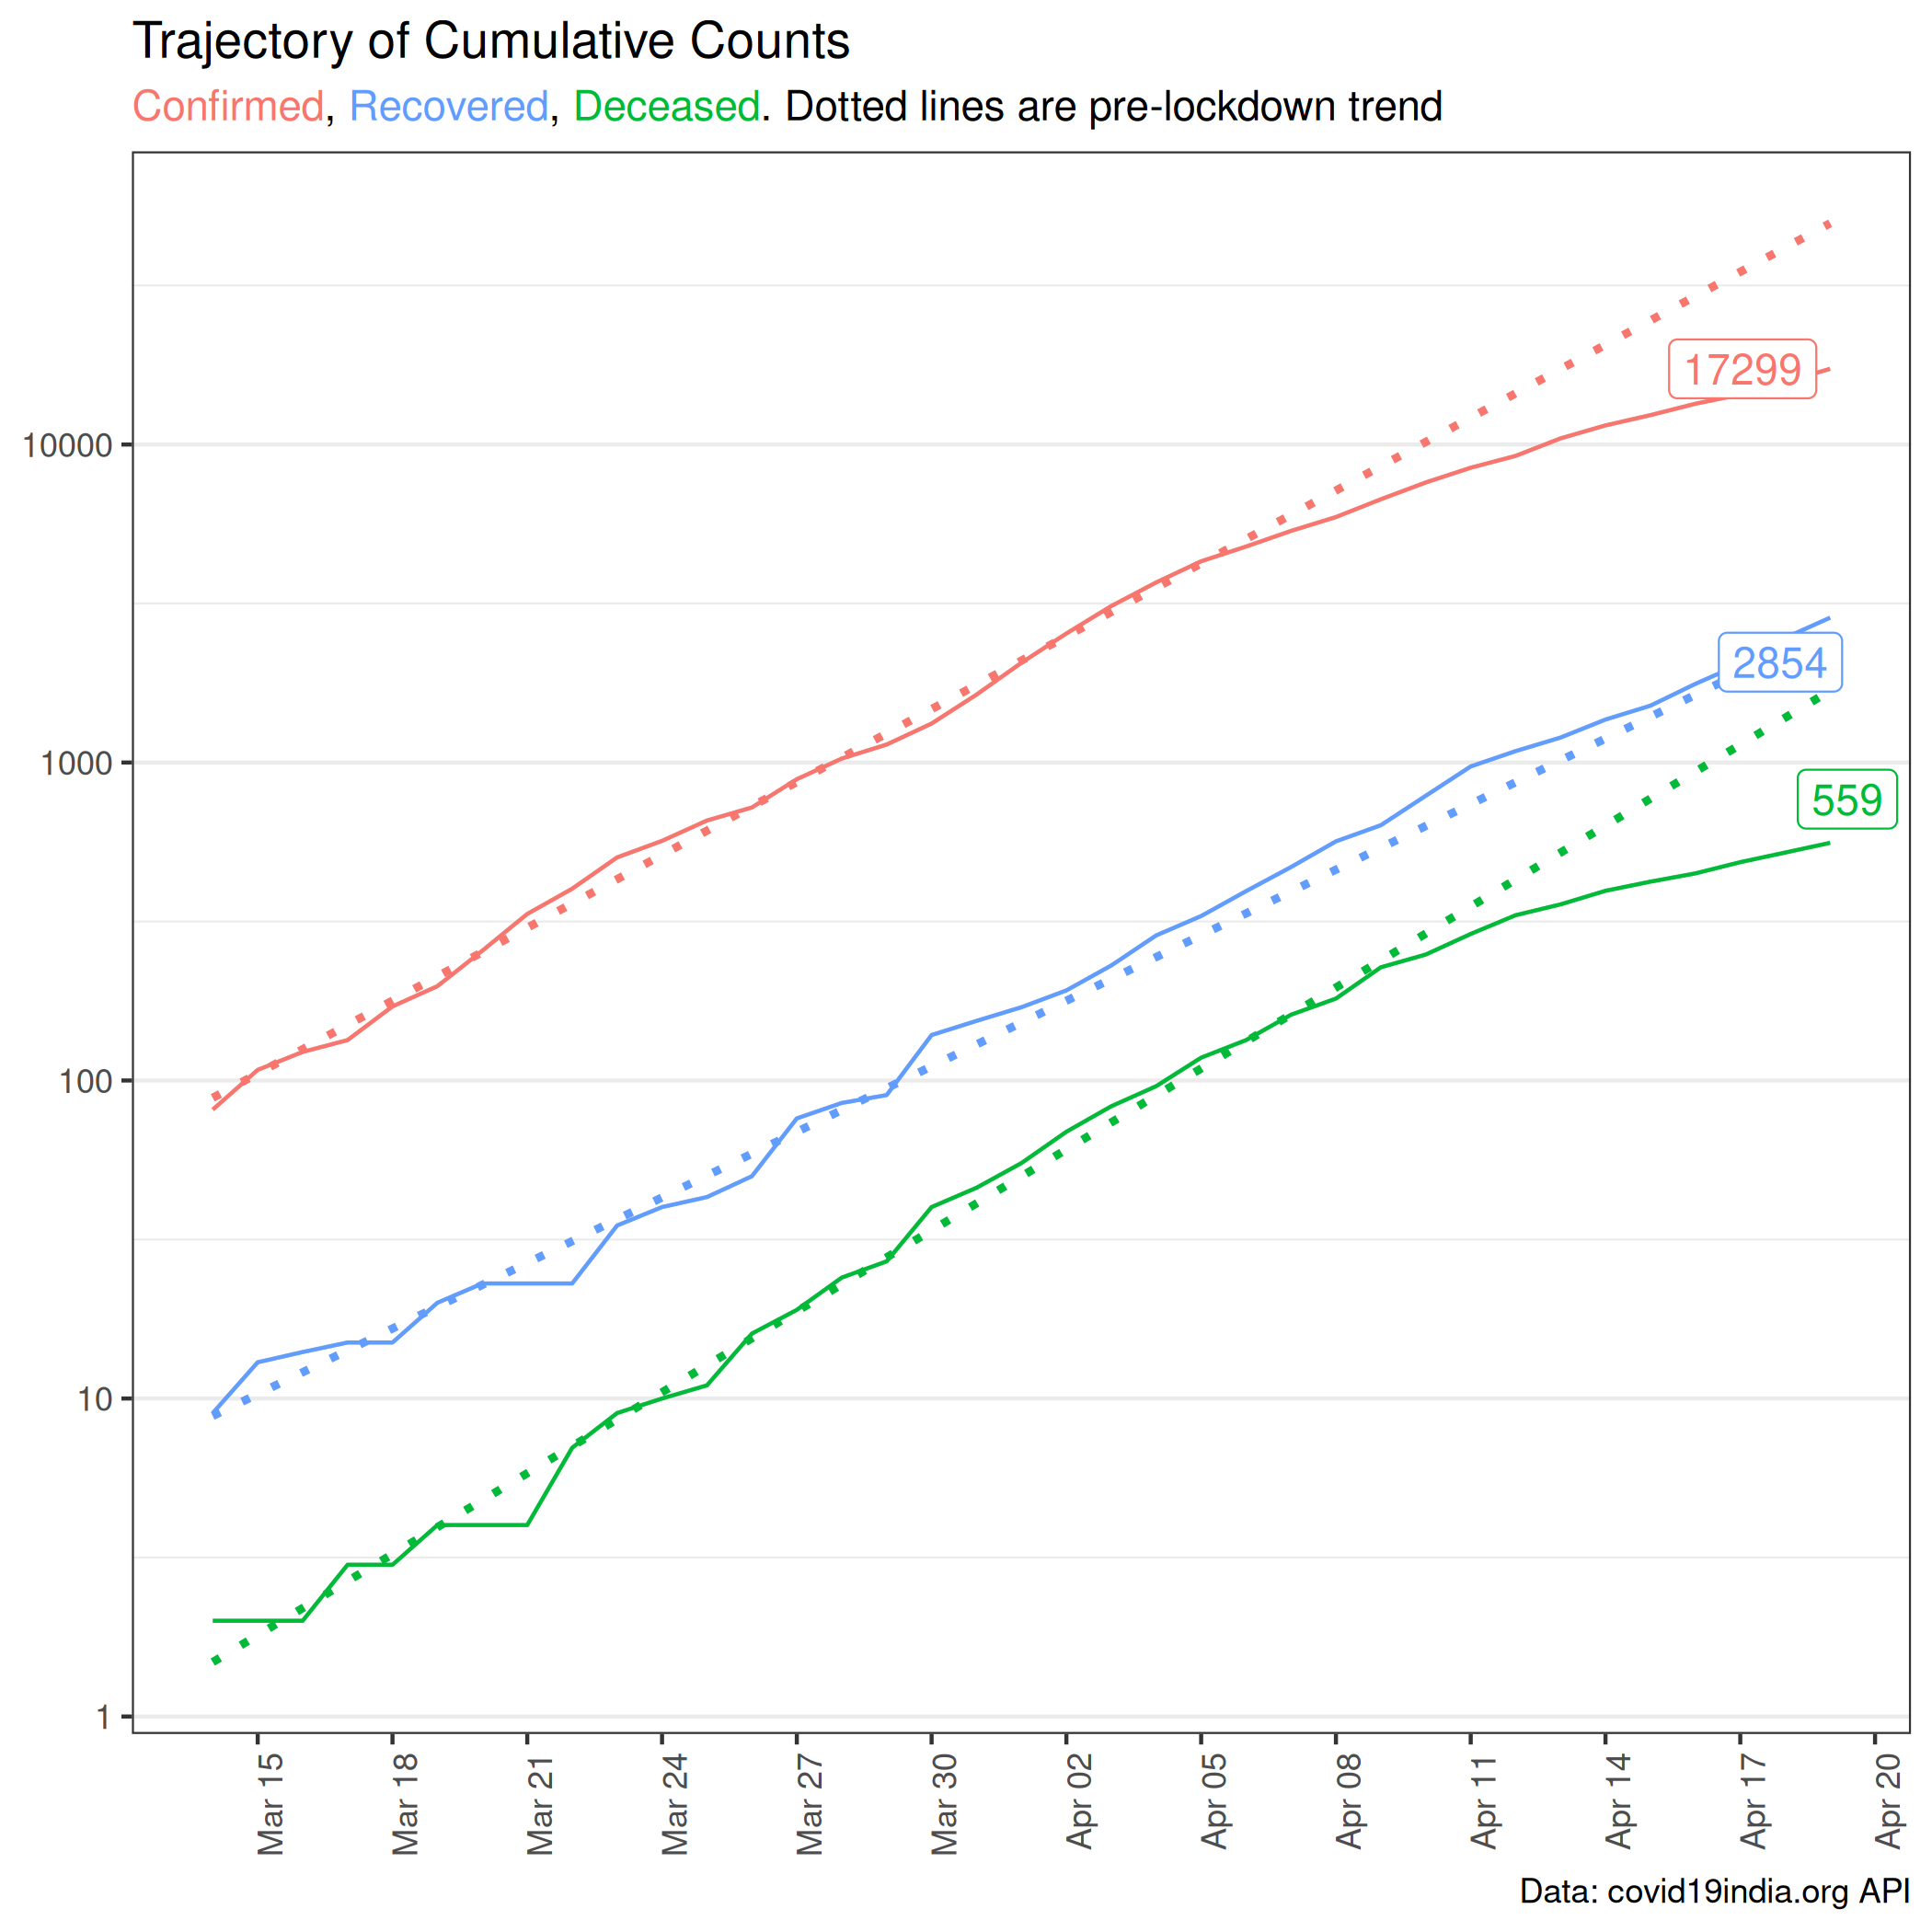 Trajectory of Cumulative Counts
Confirmed, Recovered, Deceased. Dotted lines are pre-lockdown trend
17299
10000
2854
1000
559
100
10
1
Mar 15
Mar 18
Mar 21
Mar 24
Mar 27
Mar 30
Apr 02
Apr 05
Apr 08
Apr 11
Apr 14
Apr 17
Apr 20
Data: covid19india.org API